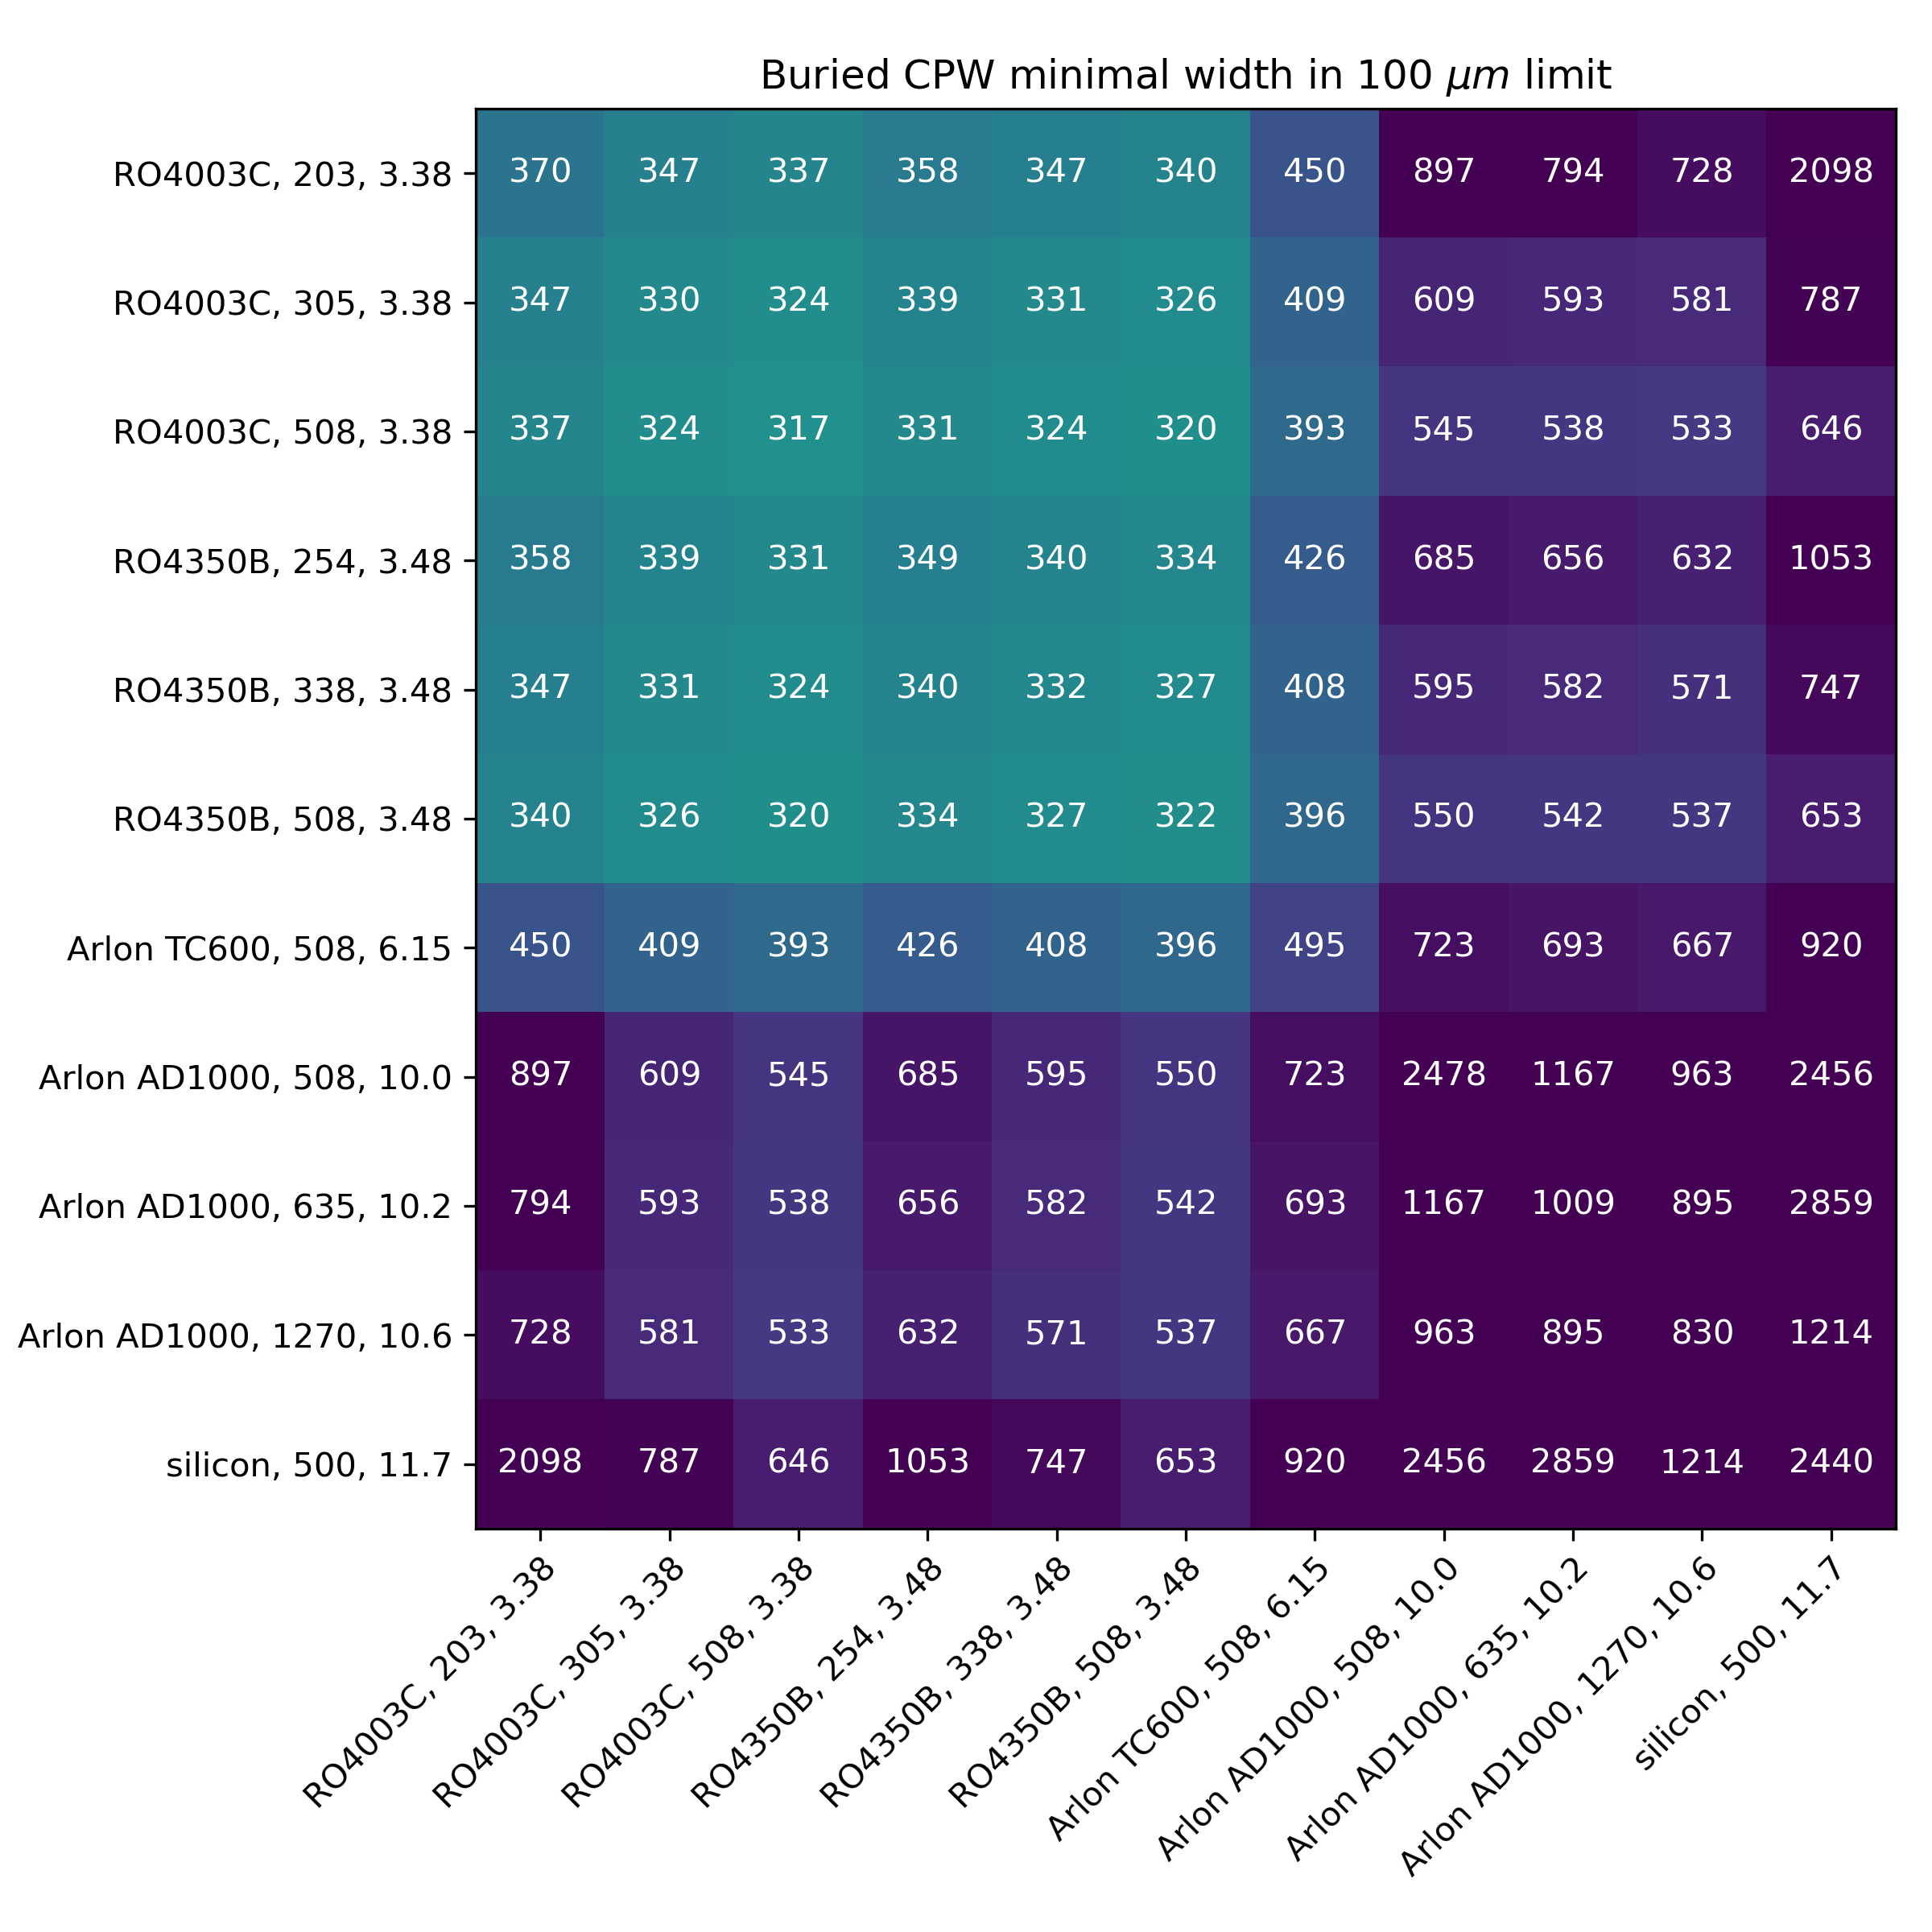 Buried CPW minimal width in 100 μm limit
RO4003C, 203, 3.38 370 347 337 358 347 340 450 897 794 728 2098
RO4003C, 305, 3.38 347 330 324 339 331 326 409 609 593 581 787
RO4003C, 508, 3.38 337 324 317 331 324 320 393 545 538 533 646
RO4350B, 254, 3.48 358 339 331 349 340 334 426 685 656 632 1053
RO4350B, 338, 3.48 347 331 324 340 332 327 408 595 582 571 747
RO4350B, 508, 3.48 340 326 320 334 327 322 396 550 542 537 653
Arlon TC600, 508, 6.15 450 409 393 426 408 396 495 723 693 667 920
Arlon AD1000, 508, 10.0 897 609 545 685 595 550 723 2478 1167 963 2456
Arlon AD1000, 635, 10.2 794 593 538 656 582 542 693 1167 1009 895 2859
Arlon AD1000, 1270, 10.6 728 581 533 632 571 537 667 963 895 830 1214
silicon, 500, 11.7 2098 787 646 1053 747 653 920 2456 2859 1214 2440
RO4003C, 203, 3.38
RO4003C, 305, 3.38
RO4003C, 508, 3.38
RO4350B, 254, 3.48
RO4350B, 338, 3.48
RO4350B, 508, 3.48
Arlon TC600, 508, 6.15
Arlon AD1000, 508, 10.0
Arlon AD1000, 635, 10.2
Arlon AD1000, 1270, 10.6
silicon, 500, 11.7